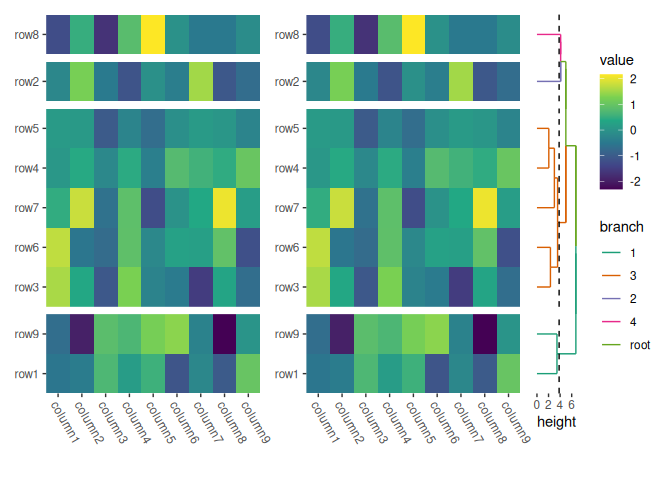 row8
row2
row5
row4
row7
row6
row3
row9
row1
column1
column2
column3
column4
column5
column6
column7
column8
column9
row8
row2
row5
row4
row7
row6
row3
row9
row1
column1
column2
column3
column4
column5
column6
column7
column8
column9
0 2 4 6
height
value
2
1
0
-1
-2
branch
1
3
2
4
root